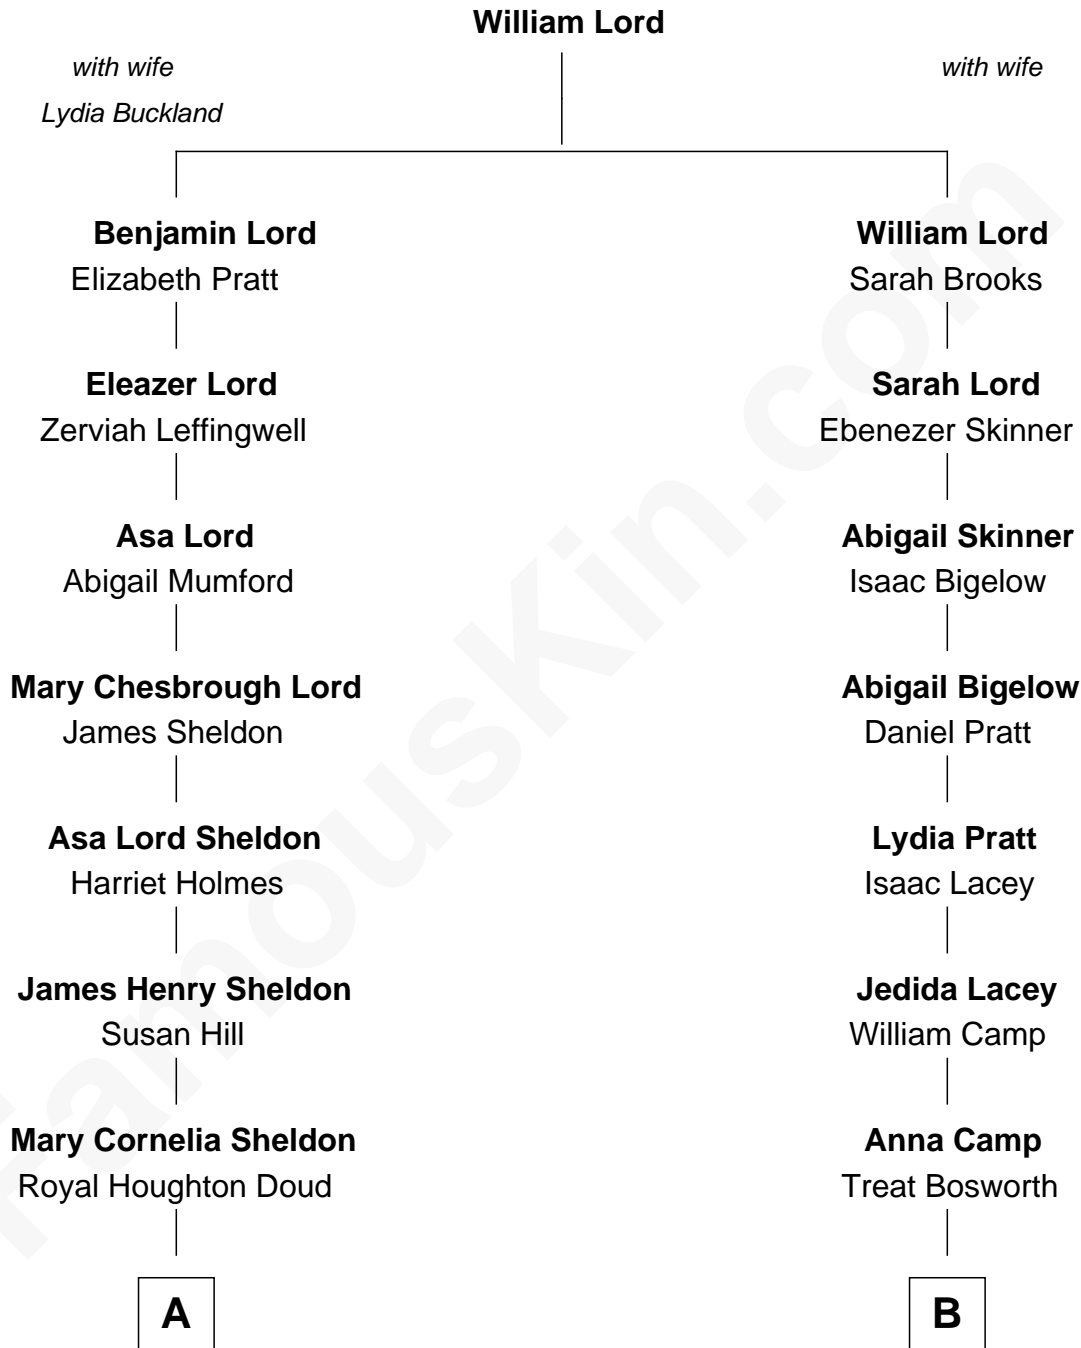 William Lord
with wife
Lydia Buckland
with wife
Benjamin Lord
Elizabeth Pratt
William Lord
Sarah Brooks
Eleazer Lord
Zerviah Leffingwell
Sarah Lord
Ebenezer Skinner
Asa Lord
Abigail Mumford
Abigail Skinner
Isaac Bigelow
Mary Chesbrough Lord
James Sheldon
Abigail Bigelow
Daniel Pratt
Asa Lord Sheldon
Harriet Holmes
Lydia Pratt
Isaac Lacey
James Henry Sheldon
Susan Hill
Jedida Lacey
William Camp
Mary Cornelia Sheldon
Royal Houghton Doud
Anna Camp
Treat Bosworth
A
B
FamousKin.com